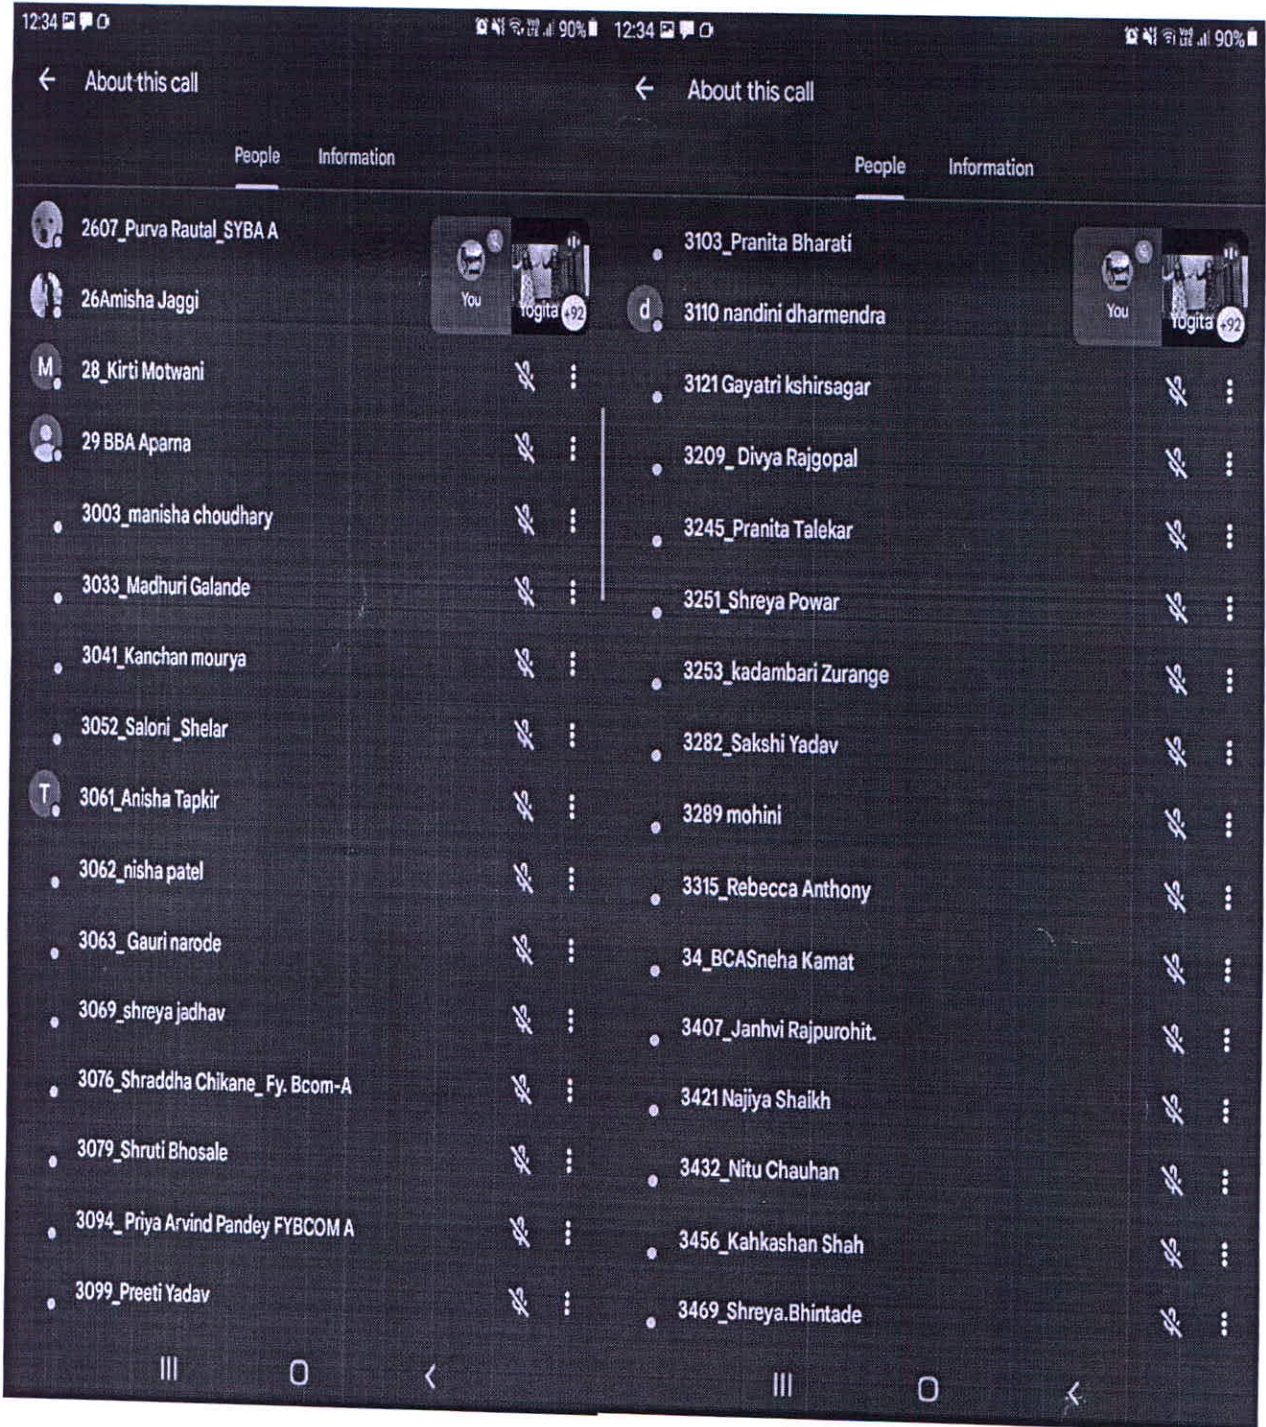 12:34
90%
About this call
People Information
2607_Purva Rautal_SYBA A
26Amisha Jaggi
You
Yogita
+92
M
28_Kirti Motwani
29 BBA Aparna
3003_manisha choudhary
3033_Madhuri Galande
3041_Kanchan mourya
3052_Saloni _Shelar
T
3061_Anisha Tapkir
3062_nisha patel
3063_ Gauri narode
3069_shreya jadhav
3076_Shraddha Chikane_ Fy. Bcom-A
3079_Shruti Bhosale
3094_ Priya Arvind Pandey FYBCOM A
3099_Preeti Yadav
12:34
90%
About this call
People Information
3103_Pranita Bharati
d
3110 nandini dharmendra
You
Yogita
+92
3121 Gayatri kshirsagar
3209_ Divya Rajgopal
3245_Pranita Talekar
3251_Shreya Powar
3253_kadambari Zurange
3282_Sakshi Yadav
3289 mohini
3315_Rebecca Anthony
34_BCASneha Kamat
3407_Janhvi Rajpurohit.
3421 Najiya Shaikh
3432_Nitu Chauhan
3456_Kahkashan Shah
3469_Shreya.Bhintade